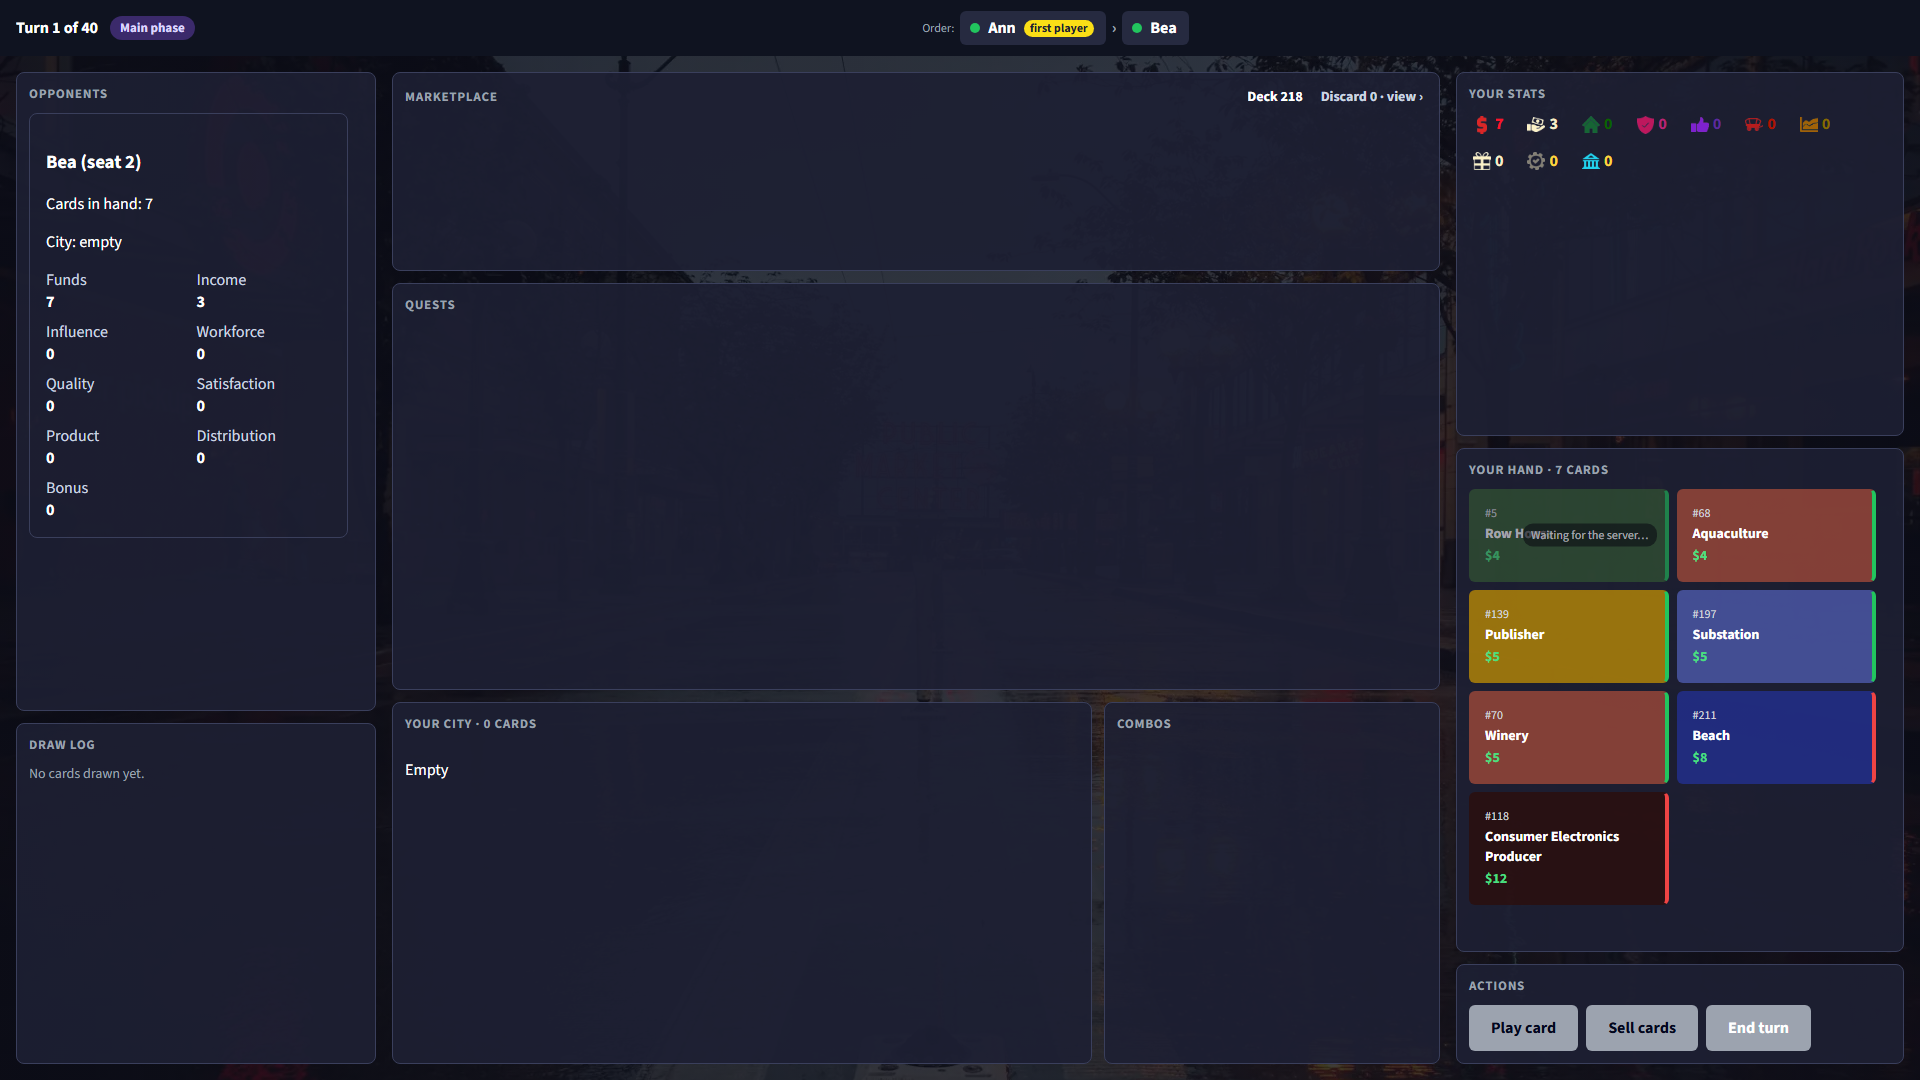 Turn 1 of 40
Main phase
Order:
Ann
first player
›
Bea
OPPONENTS
Bea (seat 2)
Cards in hand: 7
City: empty
Funds
7
Income
3
Influence
0
Workforce
0
Quality
0
Satisfaction
0
Product
0
Distribution
0
Bonus
0
DRAW LOG
No cards drawn yet.
MARKETPLACE
Deck 218
Discard 0 · view ›
QUESTS
YOUR CITY · 0 CARDS
Empty
COMBOS
YOUR STATS
7
3
0
0
0
0
0
0
0
0
YOUR HAND · 7 CARDS
#5
Row
Waiting for the server...
$4
#68
Aquaculture
$4
#139
Publisher
$5
#197
Substation
$5
#70
Winery
$5
#211
Beach
$8
#118
Consumer Electronics
Producer
$12
ACTIONS
Play card
Sell cards
End turn